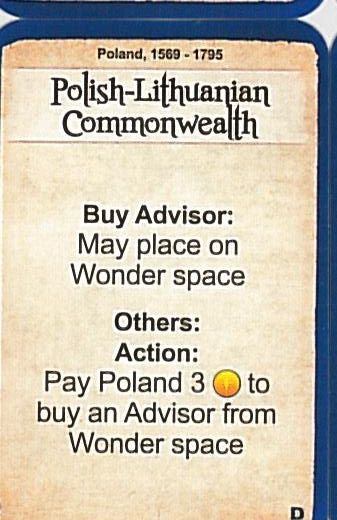 Poland, 1569 - 1795
Polish-Lithuanian
Commonwealth
Buy Advisor:
May place on
Wonder space
Others:
Action:
Pay Poland 3 to
buy an Advisor from
Wonder space